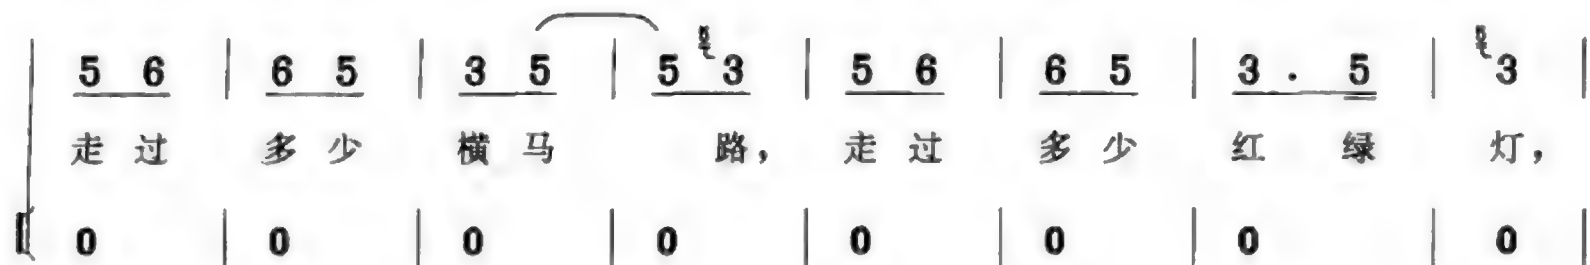 5 6 | 6 5 | 3 5 | 5 3 | 5 6 | 6 5 | 3 . 5 | 3 |
走过 多少 横马 路， 走过 多少 红绿 灯，
0 | 0 | 0 | 0 | 0 | 0 | 0 | 0